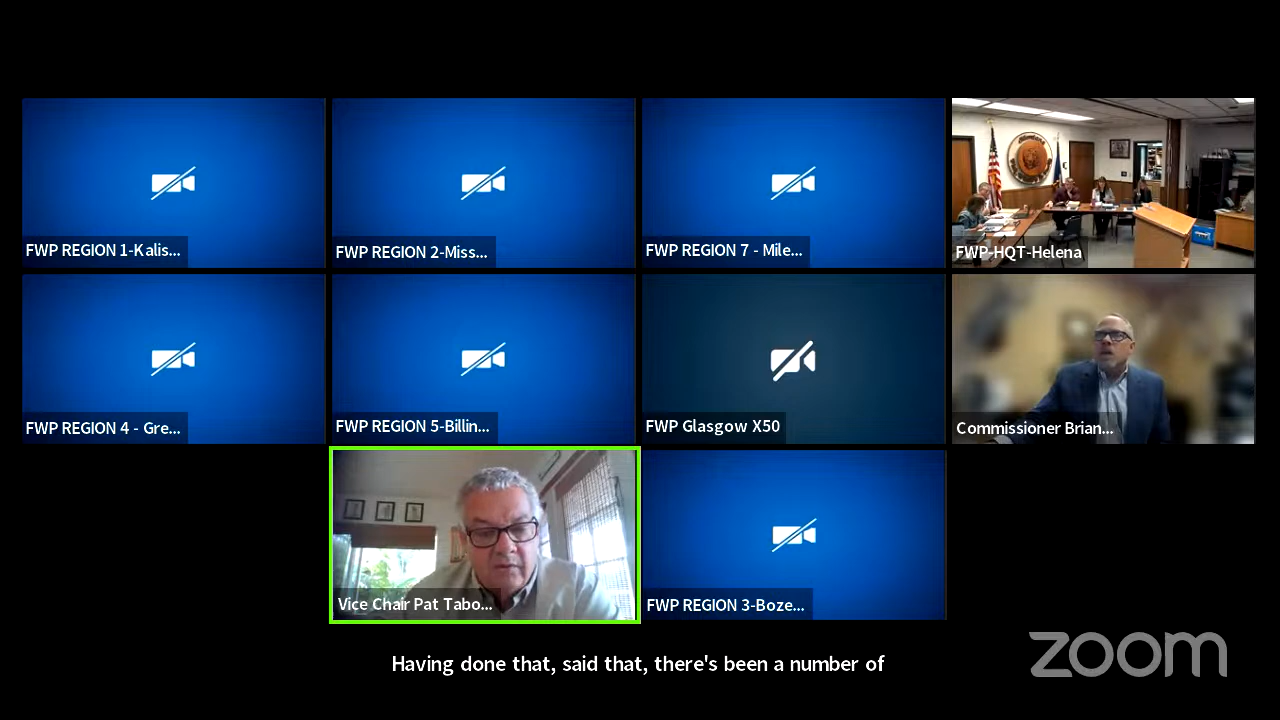 FWP REGION 1-Kalis...
FWP REGION 2-Miss...
FWP REGION 7 - Mile...
FWP-HQT-Helena
FWP REGION 4 - Gre...
FWP REGION 5-Billin...
FWP Glasgow X50
Commissioner Brian...
Vice Chair Pat Tabo...
FWP REGION 3-Boze...
Having done that, said that, there's been a number of
zoom